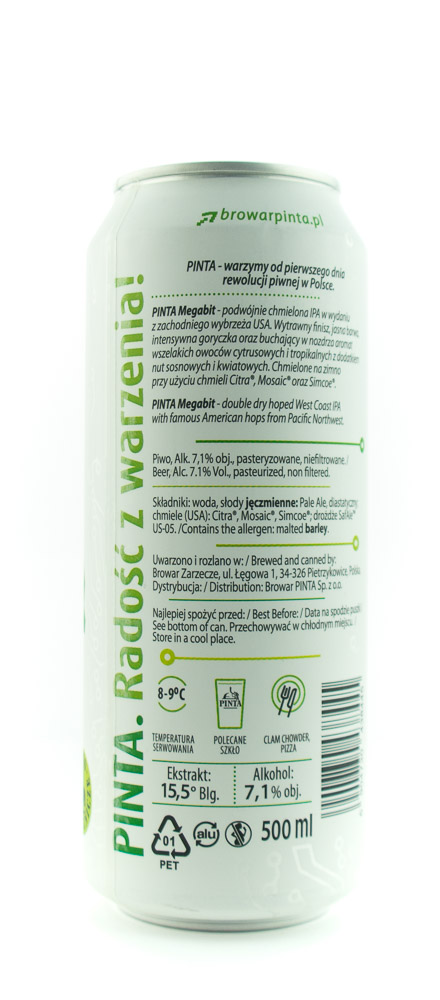 browarpinta.pl
PINTA. Radość z warzenia!
PINTA - warzymy od pierwszego dnia
rewolucji piwnej w Polsce.
PINTA Megabit - podwójnie chmielona IPA w wydaniu
z zachodniego wybrzeża USA. Wytrawny finisz, jasna barwa,
intensywna goryczka oraz buchający w nozdrza aromat
wszelakich owoców cytrusowych i tropikalnych z dodatkiem
nut sosnowych i kwiatowych. Chmielone na zimno
przy użyciu chmieli Citra®, Mosaic® oraz Simcoe®.
PINTA Megabit - double dry hoped West Coast IPA
with famous American hops from Pacific Northwest.
Piwo, Alk. 7,1% obj., pasteryzowane, niefiltrowane. /
Beer, Alc. 7.1% Vol., pasteurized, non filtered.
Składniki: woda, słody jęczmienne: Pale Ale, diastatyczny;
chmiele (USA): Citra®, Mosaic®, Simcoe®; drożdże SafAle™
US-05. /Contains the allergen: malted barley.
Uwarzono i rozlano w: / Brewed and canned by:
Browar Zarzecze, ul. Łęgowa 1, 34-326 Pietrzykowice, Polska.
Dystrybucja: / Distribution: Browar PINTA Sp. z o.o.
Najlepiej spożyć przed: / Best Before: / Data na spodzie puszki.
See bottom of can. Przechowywać w chłodnym miejscu.
Store in a cool place.
8-9°C
PINTA
TEMPERATURA
SERWOWANIA
POLECANE
SZKŁO
CLAM CHOWDER,
PIZZA
Ekstrakt:
15,5° Blg.
Alkohol:
7,1% obj.
01
PET
alu
500 ml